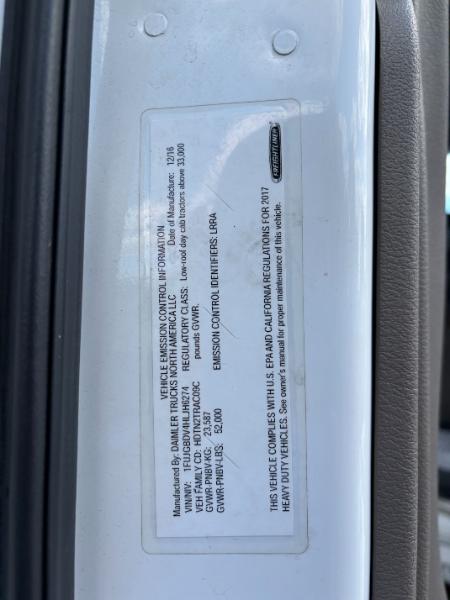 VEHICLE EMISSION CONTROL INFORMATION
Manufactured By: DAIMLER TRUCKS NORTH AMERICA LLC Date of Manufacture: 12/16
VIN/NIV: 1FUJGBDV4HLJH6274 REGULATORY CLASS: Low-roof day cab tractors above 33,000
VEH FAMILY CD: HDTN2TRAC09C pounds GVWR.
GVWR-PNBV-KG: 23,587
GVWR-PNBV-LBS: 52,000 EMISSION CONTROL IDENTIFIERS: LRRA
THIS VEHICLE COMPLIES WITH U.S. EPA AND CALIFORNIA REGULATIONS FOR 2017
HEAVY DUTY VEHICLES. See owner's manual for proper maintenance of this vehicle.
FREIGHTLINER